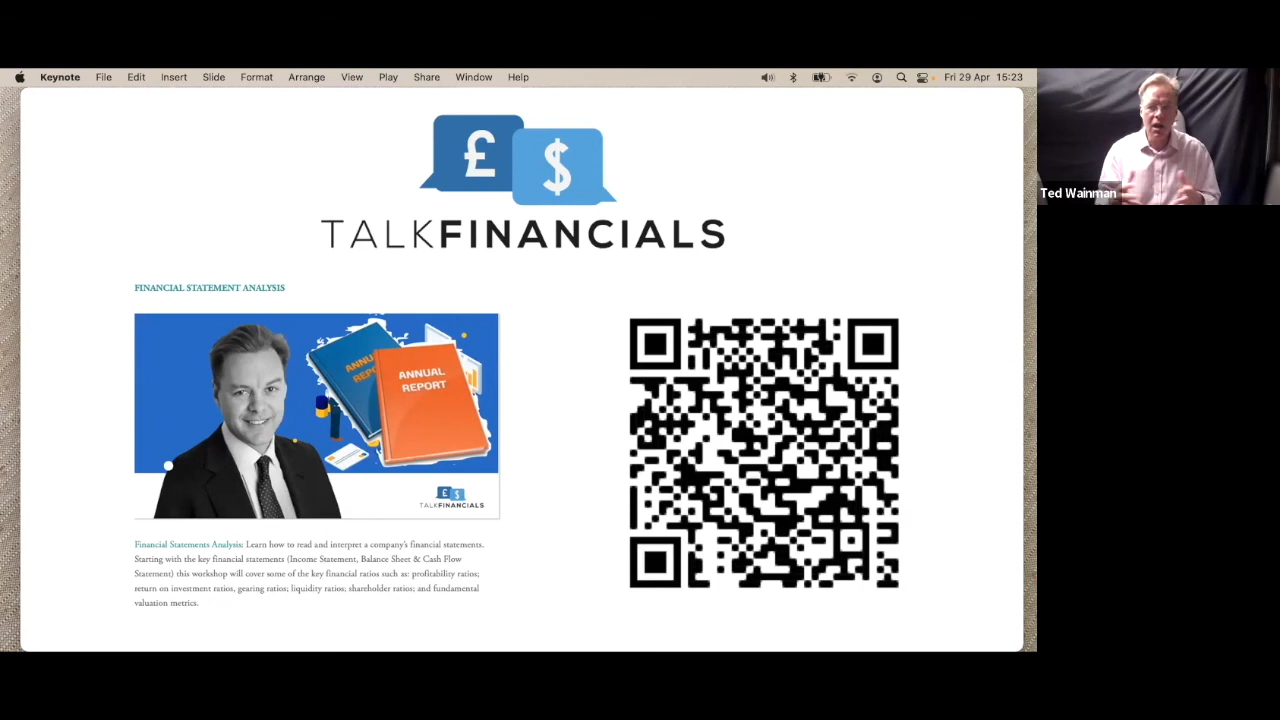 Keynote File Edit Insert Slide Format Arrange View Play Share Window Help Fri 29 Apr 15:23
£ $
TALKFINANCIALS
Ted Wainman
FINANCIAL STATEMENT ANALYSIS
ANNUAL
REPORT
TALKFINANCIALS
Financial Statements Analysis: Learn how to read and interpret a company's financial statements.
Starting with the key financial statements (Income Statement, Balance Sheet & Cash Flow
Statement) this workshop will cover some of the key financial ratios such as: profitability ratios;
return on investment ratios, gearing ratios; liquidity ratios; shareholder ratios; and fundamental
valuation metrics.